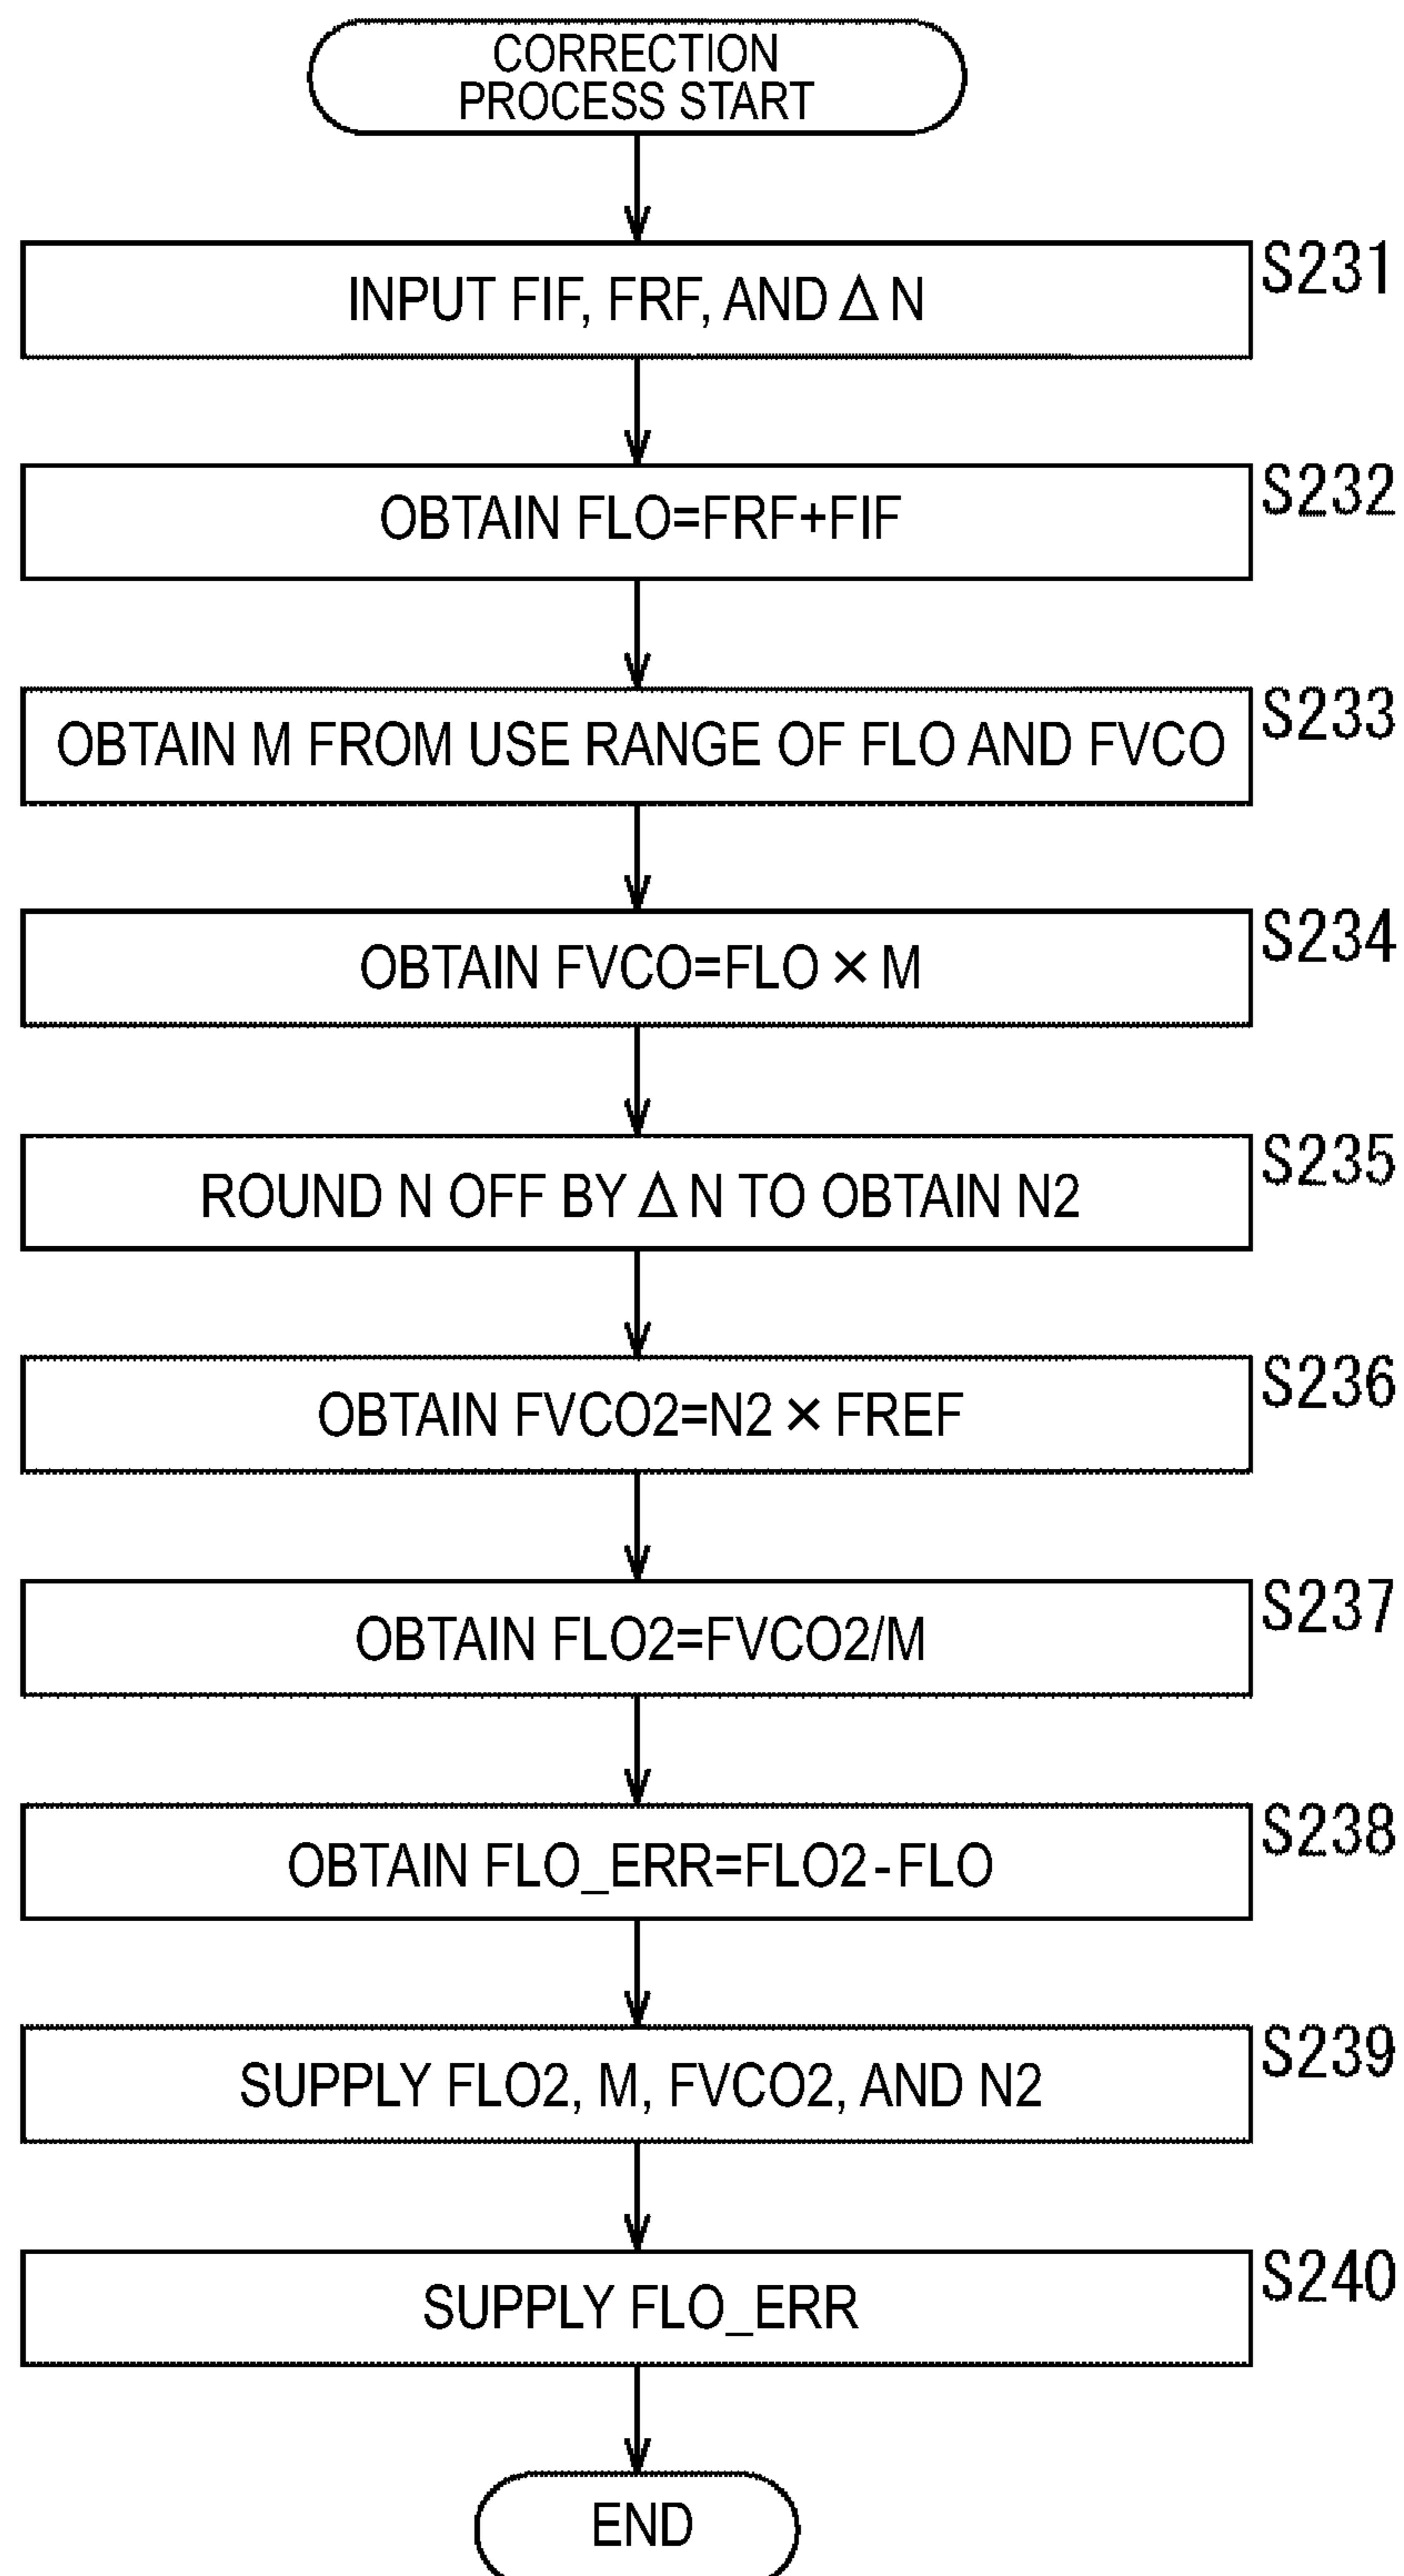 CORRECTION
PROCESS START
INPUT FIF, FRF, AND Δ N
S231
OBTAIN FLO=FRF+FIF
S232
OBTAIN M FROM USE RANGE OF FLO AND FVCO
S233
OBTAIN FVCO=FLO × M
S234
ROUND N OFF BY Δ N TO OBTAIN N2
S235
OBTAIN FVCO2=N2 × FREF
S236
OBTAIN FLO2=FVCO2/M
S237
OBTAIN FLO_ERR=FLO2-FLO
S238
SUPPLY FLO2, M, FVCO2, AND N2
S239
SUPPLY FLO_ERR
S240
END